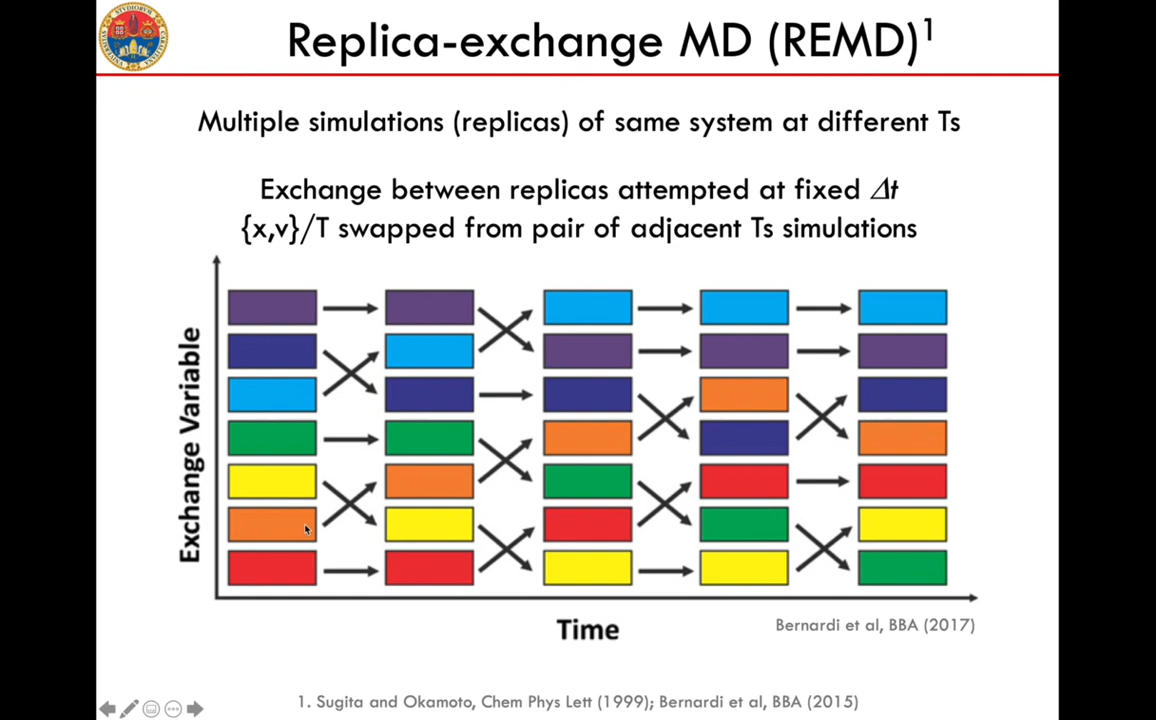 Replica-exchange MD (REMD)¹
Multiple simulations (replicas) of same system at different Ts
Exchange between replicas attempted at fixed Δt
{x,v}/T swapped from pair of adjacent Ts simulations
Exchange Variable
Time
Bernardi et al, BBA (2017)
1. Sugita and Okamoto, Chem Phys Lett (1999); Bernardi et al, BBA (2015)